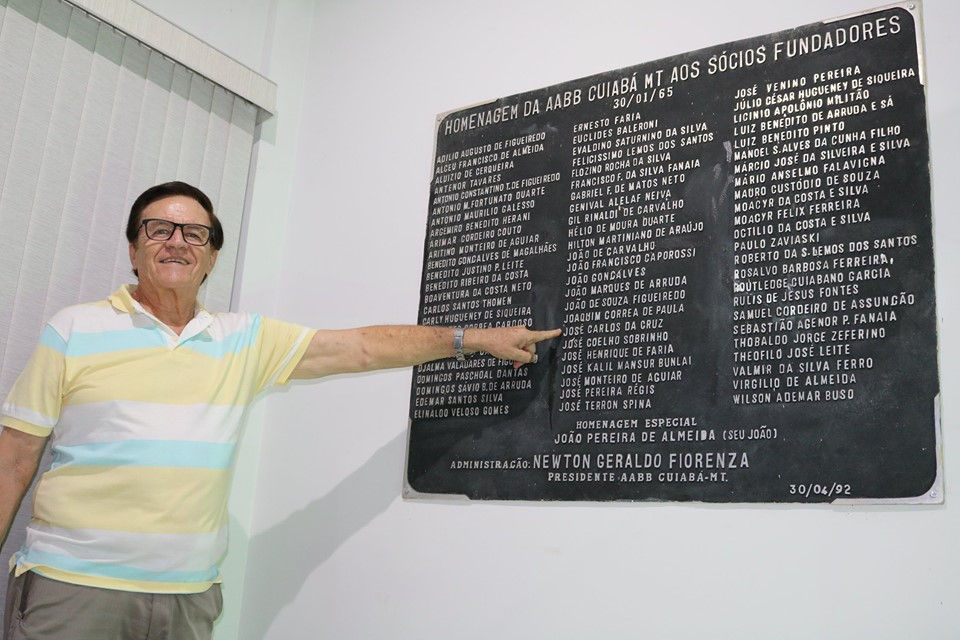 HOMENAGEM DA AABB CUIABÁ MT AOS SÓCIOS FUNDADORES
30/01/65
ADILIO AUGUSTO DE FIGUEIREDO
ALCEU FRANCISCO DE ALMEIDA
ALUIZIO DE CERQUEIRA
ANTENOR TAVARES
ANTONIO CONSTANTINO T. DE FIGUEIREDO
ANTONIO M. FORTUNATO DUARTE
ANTONIO MAURILIO CALESSO
ARGEMIRO BENEDITO HERANI
ARIMAR CORDEIRO COUTO
ARITINO MONTEIRO DE AGUIAR
BENEDITO GONCALVES DE MAGALHÃES
BENEDITO JUSTINO P. LEITE
BENEDITO RIBEIRO DA COSTA
BOAVENTURA DA COSTA NETO
CARLOS SANTOS THOMEN
CARLY HUGUENEY DE SIQUEIRA
CORREA CARDOSO
DJALMA VALADARES DE
DOMINGOS PASCHOAL DANTAS
DOMINGOS SÁVIO B. DE ARRUDA
EDEMAR SANTOS SILVA
ELINALDO VELOSO GOMES
ERNESTO FARIA
EUCLIDES BALERONI
EVALDINO SATURNINO DA SILVA
FELICISSIMO LEMOS DOS SANTOS
FLOZINO ROCHA DA SILVA
FRANCISCO F. DA SILVA FANAIA
GABRIEL F. DE MATOS NETO
GENIVAL ALELAF NEIVA
GIL RINALDI DE CARVALHO
HÉLIO DE MOURA DUARTE
HILTON MARTINIANO DE ARAÚJO
JOÃO DE CARVALHO
JOÃO FRANCISCO CAPOROSSI
JOÃO GONCALVES
JOÃO MARQUES DE ARRUDA
JOÃO DE SOUZA FIGUEIREDO
JOAQUIM CORREA DE PAULA
JOSÉ CARLOS DA CRUZ
JOSÉ COELHO SOBRINHO
JOSÉ HENRIQUE DE FARIA
JOSÉ KALIL MANSUR BUNLAI
JOSÉ MONTEIRO DE AGUIAR
JOSÉ PEREIRA RÉGIS
JOSÉ TERRON SPINA
JOSÉ VENINO PEREIRA
JÚLIO CÉSAR HUGUENEY DE SIQUEIRA
LICINIO APOLÔNIO MILITÃO
LUIZ BENEDITO DE ARRUDA E SÁ
LUIZ BENEDITO PINTO
MANOEL S. ALVES DA CUNHA FILHO
MÁRCIO JOSÉ DA SILVEIRA E SILVA
MÁRIO ANSELMO FALAVIGNA
MAURO CUSTÓDIO DE SOUZA
MOACYR DA COSTA E SILVA
MOACYR FELIX FERREIRA
OCTILIO DA COSTA E SILVA
PAULO ZAVIASKI
ROBERTO DA S. LEMOS DOS SANTOS
ROSALVO BARBOSA FERREIRA
ROUTLEDGE CUIABANO GARCIA
RULIS DE JESUS FONTES
SAMUEL CORDEIRO DE ASSUNÇÃO
SEBASTIÃO AGENOR P. FANAIA
THOBALDO JORGE ZEFERINO
THEOFILO JOSÉ LEITE
VALMIR DA SILVA FERRO
VIRGILIO DE ALMEIDA
WILSON ADEMAR BUSO
HOMENAGEM ESPECIAL
JOÃO PEREIRA DE ALMEIDA (SEU JOÃO)
ADMINISTRAÇÃO: NEWTON GERALDO FIORENZA
PRESIDENTE AABB CUIABÁ-MT.
30/04/92